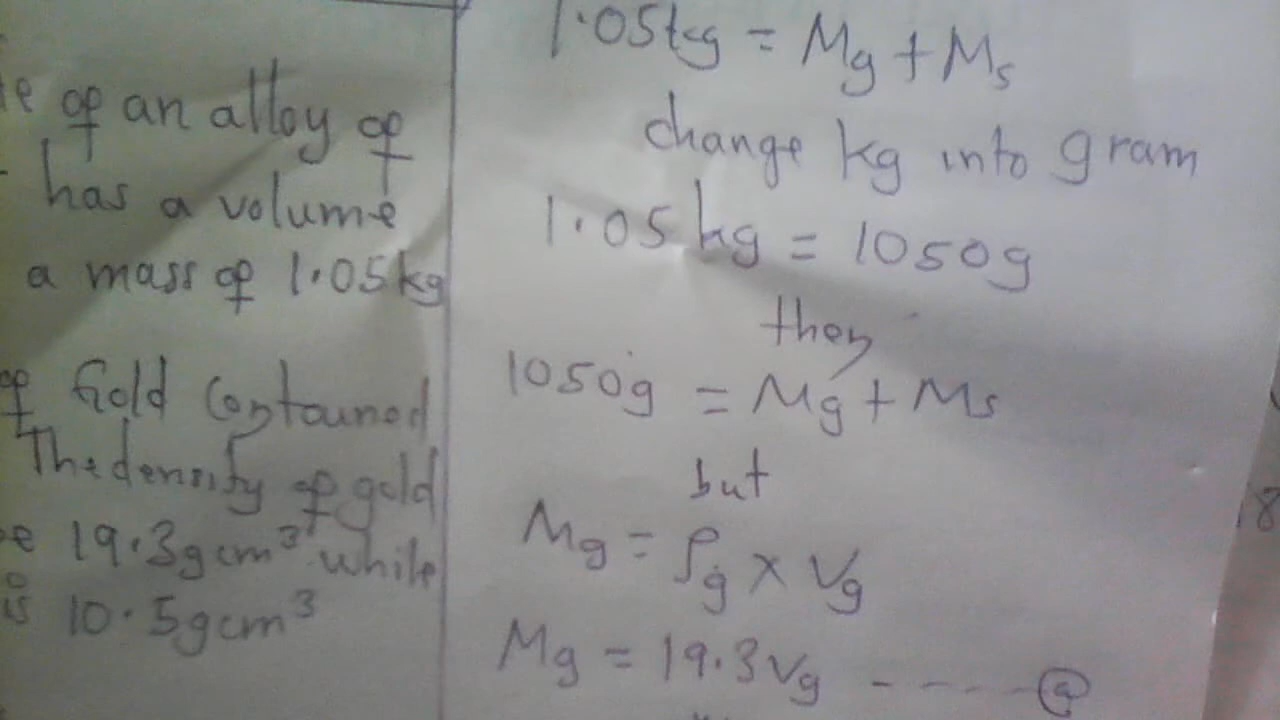 of an alloy of
has a volume
a mass of 1.05kg
of Gold Contained
The density of gold
19.3gcm³ while
is 10.5gcm³
1.05kg = Mg + Ms
change kg into gram
1.05kg = 1050g
then
1050g = Mg + Ms
but
Mg = ρg × Vg
Mg = 19.3Vg -----@